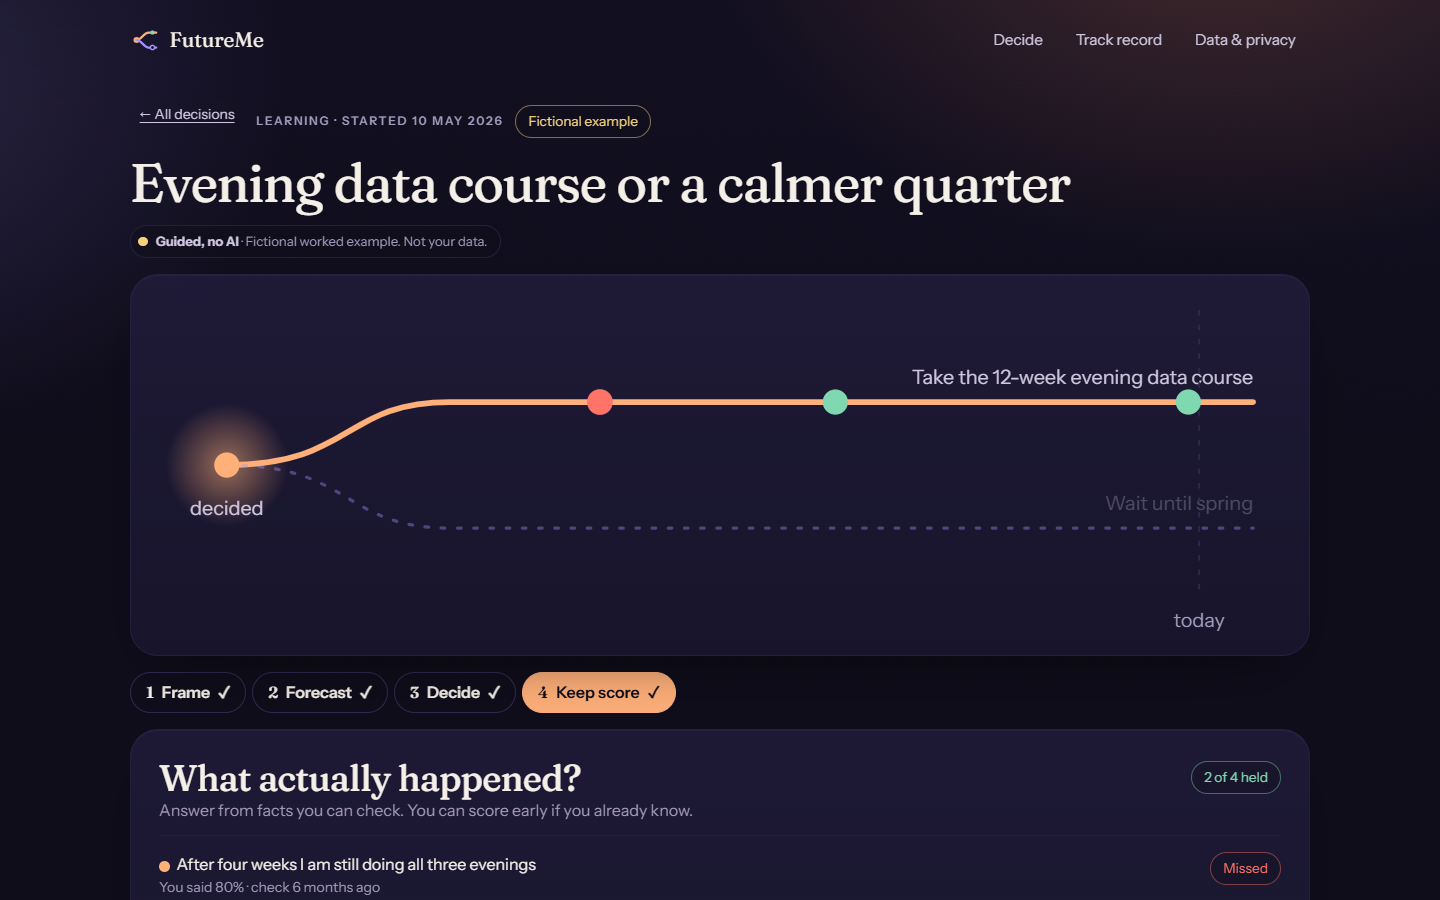 FutureMe
Decide
Track record
Data & privacy
← All decisions
LEARNING · STARTED 10 MAY 2026
Fictional example
Evening data course or a calmer quarter
Guided, no AI · Fictional worked example. Not your data.
Take the 12-week evening data course
decided
Wait until spring
today
1 Frame ✓
2 Forecast ✓
3 Decide ✓
4 Keep score ✓
What actually happened?
2 of 4 held
Answer from facts you can check. You can score early if you already know.
After four weeks I am still doing all three evenings
Missed
You said 80% · check 6 months ago